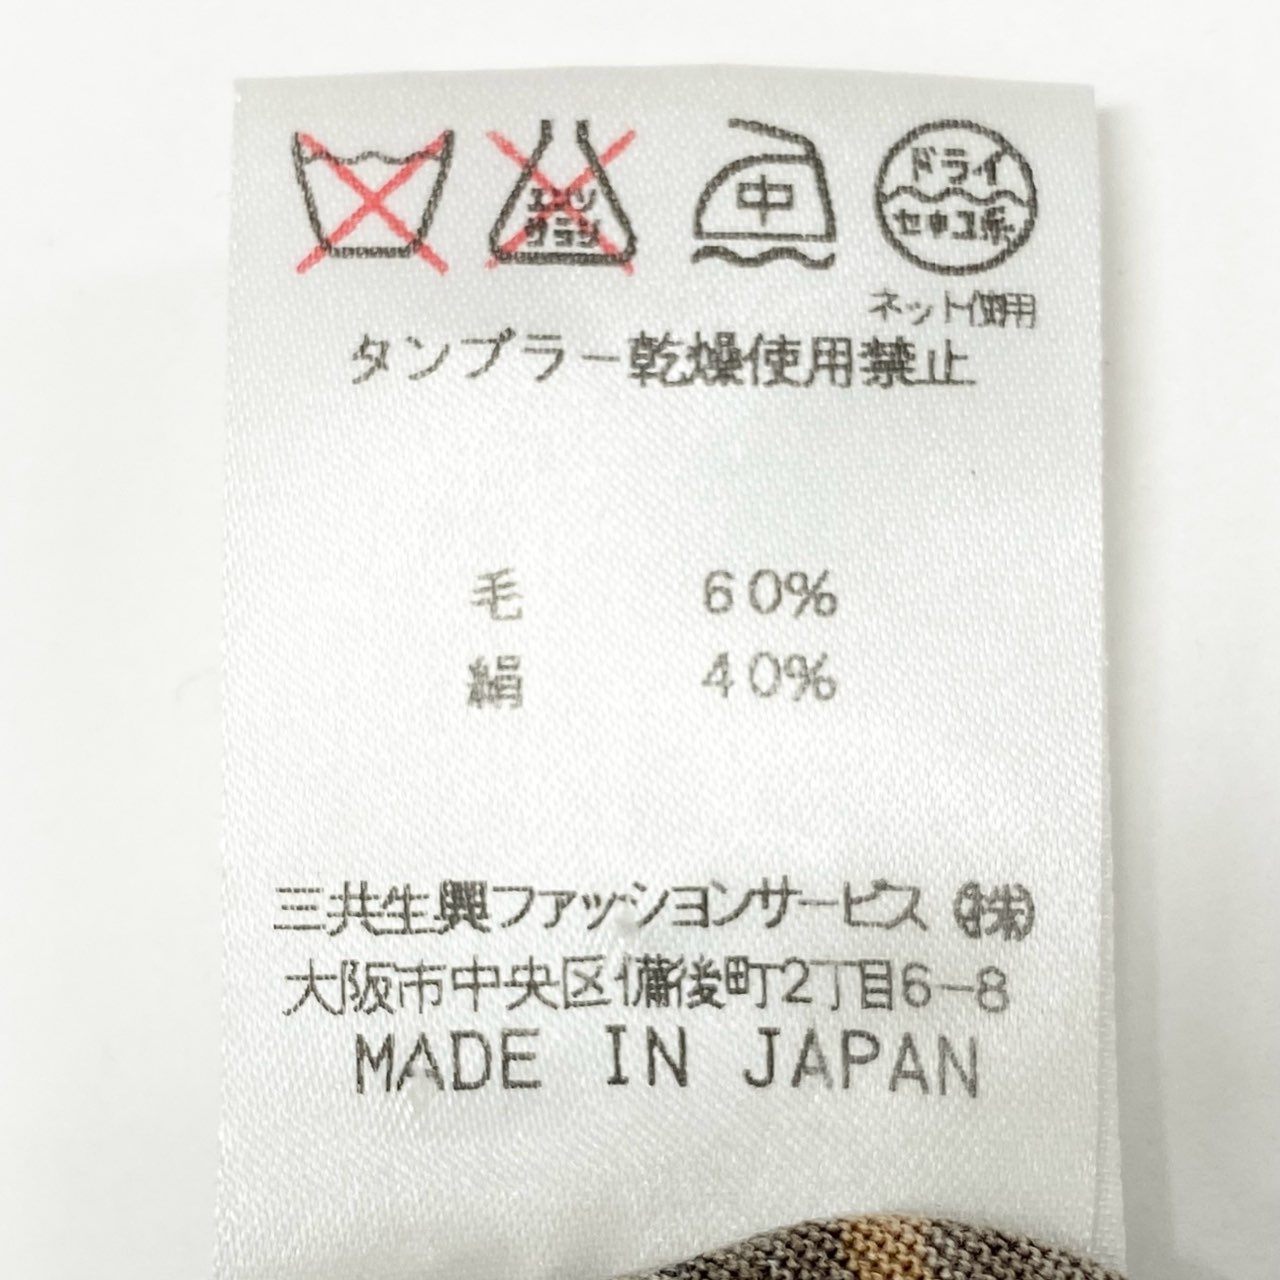 エンソ
サラシ
中
ドライ
セキユ系
ネット使用
タンブラー乾燥使用禁止
毛 60%
絹 40%
三共生興ファッションサービス ㈱
大阪市中央区備後町2丁目6-8
MADE IN JAPAN